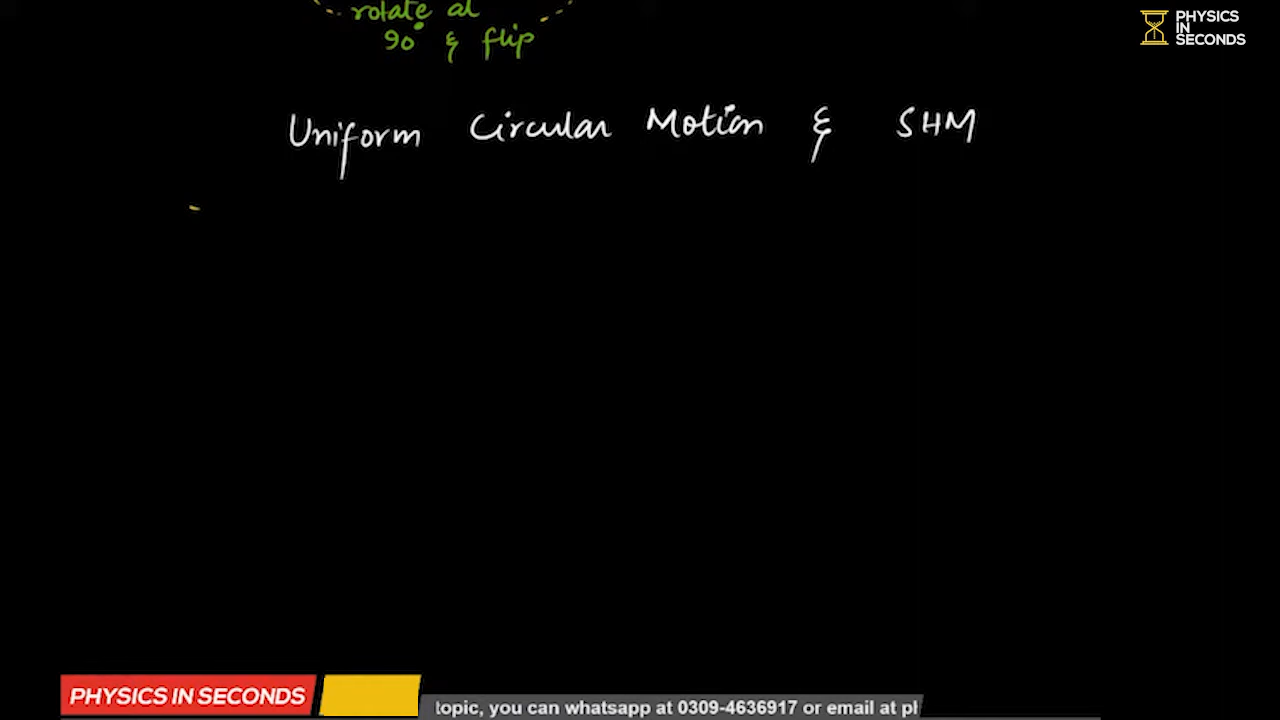 rotate at
90° & flip
PHYSICS
IN
SECONDS
Uniform Circular Motion & SHM
PHYSICS IN SECONDS
topic, you can whatsapp at 0309-4636917 or email at pl